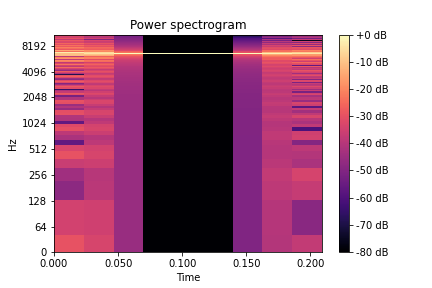 Power spectrogram
8192
4096
2048
1024
512
256
128
64
0
Hz
0.000 0.050 0.100 0.150 0.200
Time
+0 dB
-10 dB
-20 dB
-30 dB
-40 dB
-50 dB
-60 dB
-70 dB
-80 dB